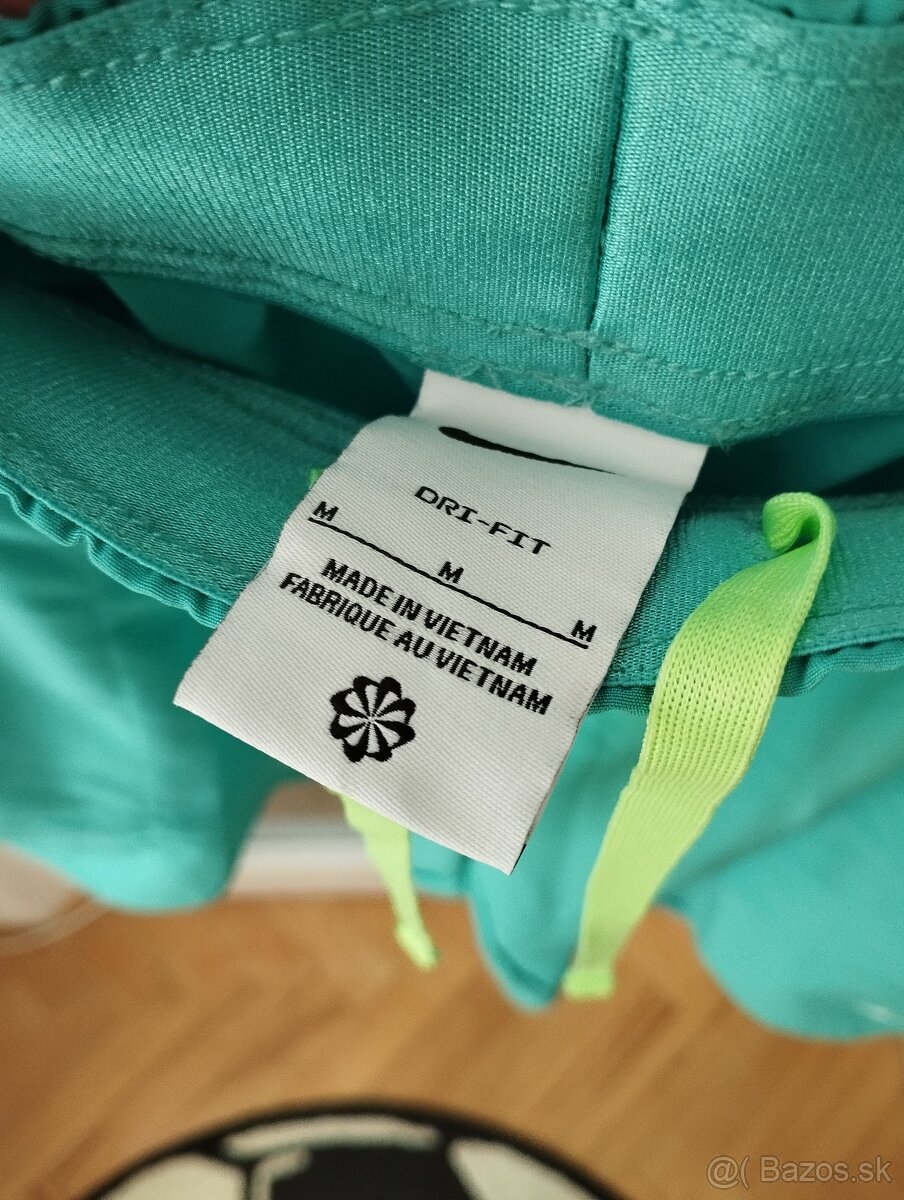 DRI-FIT
M
M
M
MADE IN VIETNAM
FABRIQUE AU VIETNAM
@( Bazos.sk